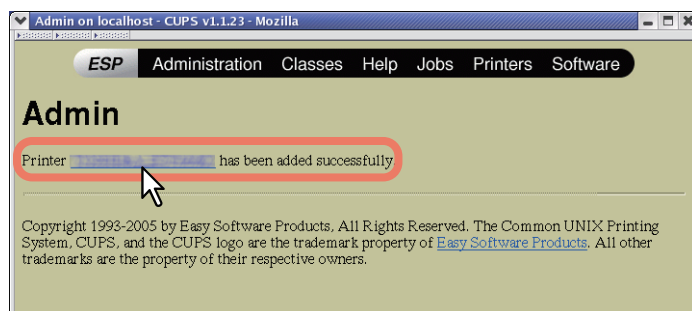 Admin on localhost - CUPS v1.1.23 - Mozilla
ESP Administration Classes Help Jobs Printers Software
Admin
Printer has been added successfully
Copyright 1993-2005 by Easy Software Products, All Rights Reserved. The Common UNIX Printing
System, CUPS, and the CUPS logo are the trademark property of Easy Software Products. All other
trademarks are the property of their respective owners.